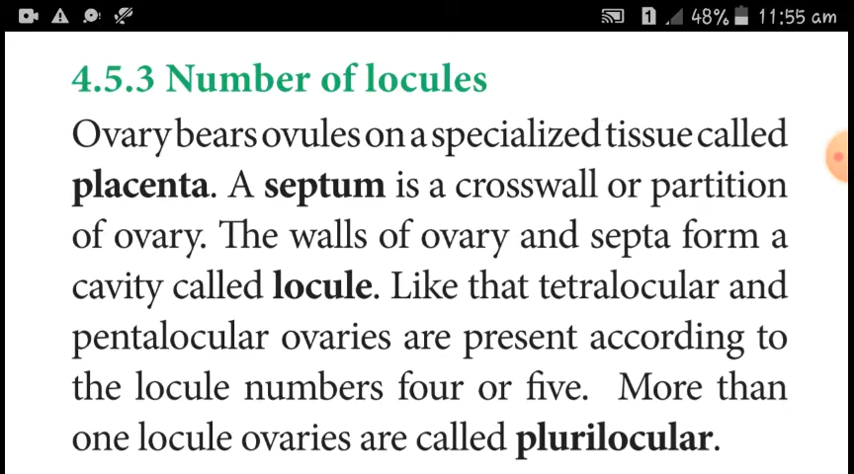 1 48% 11:55 am
4.5.3 Number of locules
Ovary bears ovules on a specialized tissue called
placenta. A septum is a crosswall or partition
of ovary. The walls of ovary and septa form a
cavity called locule. Like that tetralocular and
pentalocular ovaries are present according to
the locule numbers four or five. More than
one locule ovaries are called plurilocular.